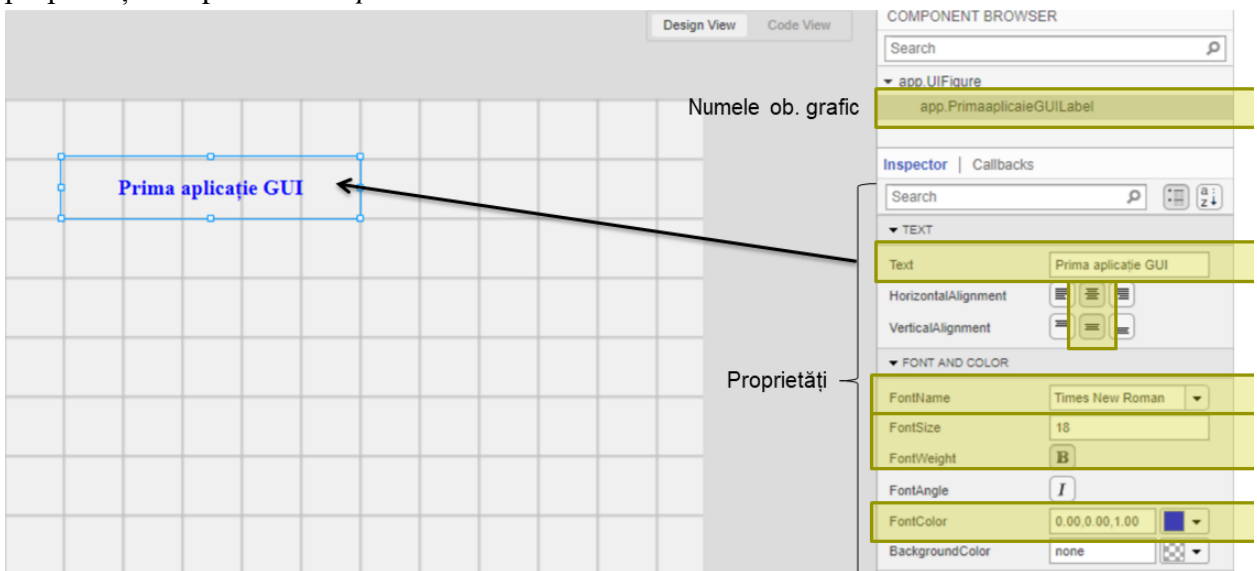 COMPONENT BROWSER
Design View Code View
Search
app.UIFigure
Numele ob. grafic
app.PrimaaplicaieGUILabel
Inspector | Callbacks
Prima aplicație GUI
Search
TEXT
Text Prima aplicație GUI
HorizontalAlignment
VerticalAlignment
FONT AND COLOR
Proprietăți
FontName Times New Roman
FontSize 18
FontWeight B
FontAngle I
FontColor 0.00,0.00,1.00
BackgroundColor none